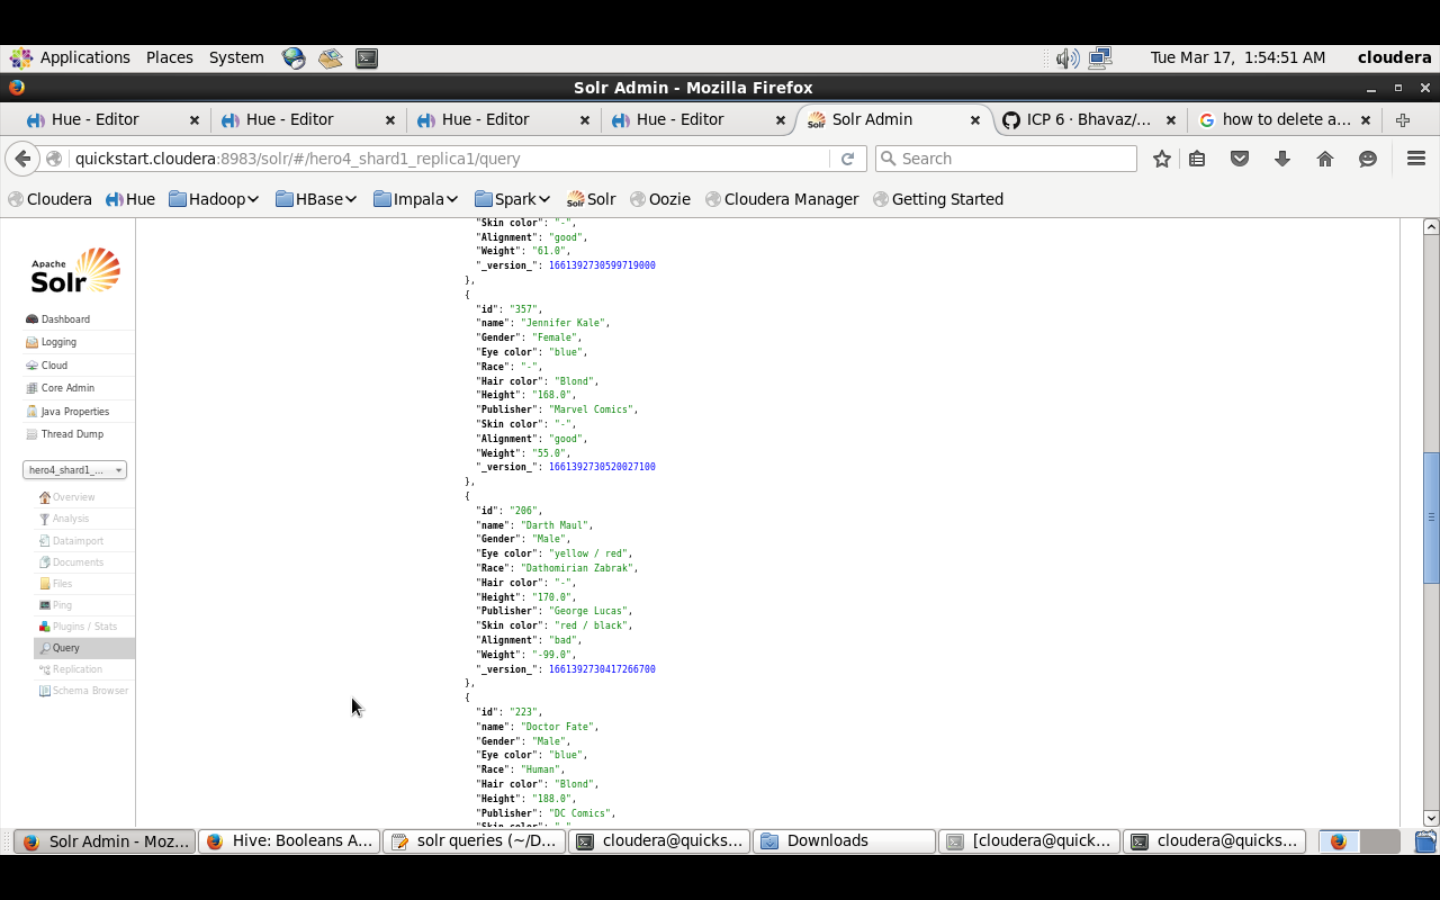 Applications Places System Tue Mar 17, 1:54:51 AM cloudera
Solr Admin - Mozilla Firefox
Hue - Editor Hue - Editor Hue - Editor Hue - Editor Solr Admin ICP 6 · Bhavaz/... how to delete a...
quickstart.cloudera:8983/solr/#/hero4_shard1_replica1/query Search
Cloudera Hue Hadoop HBase Impala Spark Solr Oozie Cloudera Manager Getting Started
Apache
Solr
Dashboard
Logging
Cloud
Core Admin
Java Properties
Thread Dump
hero4_shard1_...
Overview
Analysis
Dataimport
Documents
Files
Ping
Plugins / Stats
Query
Replication
Schema Browser
"Skin color": "-",
"Alignment": "good",
"Weight": "61.0",
"_version_": 1661392730599719000
},
{
"id": "357",
"name": "Jennifer Kale",
"Gender": "Female",
"Eye color": "blue",
"Race": "-",
"Hair color": "Blond",
"Height": "168.0",
"Publisher": "Marvel Comics",
"Skin color": "-",
"Alignment": "good",
"Weight": "55.0",
"_version_": 1661392730520027100
},
{
"id": "206",
"name": "Darth Maul",
"Gender": "Male",
"Eye color": "yellow / red",
"Race": "Dathomirian Zabrak",
"Hair color": "-",
"Height": "170.0",
"Publisher": "George Lucas",
"Skin color": "red / black",
"Alignment": "bad",
"Weight": "-99.0",
"_version_": 1661392730417266700
},
{
"id": "223",
"name": "Doctor Fate",
"Gender": "Male",
"Eye color": "blue",
"Race": "Human",
"Hair color": "Blond",
"Height": "188.0",
"Publisher": "DC Comics",
"Skin color": "-",
Solr Admin - Moz... Hive: Booleans A... solr queries (~/D... cloudera@quicks... Downloads [cloudera@quick... cloudera@quicks...